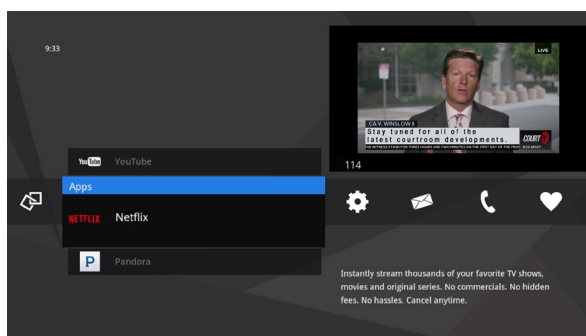 9:33
LIVE
CA V. WINSLOW II
Stay tuned for all of the
latest courtroom developments.
COURT
114
You Tube YouTube
Apps
NETFLIX Netflix
P Pandora
Instantly stream thousands of your favorite TV shows,
movies and original series. No commercials. No hidden
fees. No hassles. Cancel anytime.